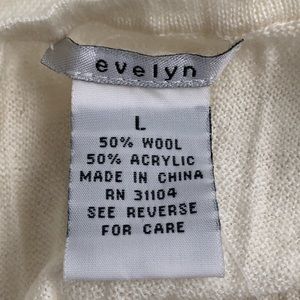 evelyn
L
50% WOOL
50% ACRYLIC
MADE IN CHINA
RN 31104
SEE REVERSE
FOR CARE